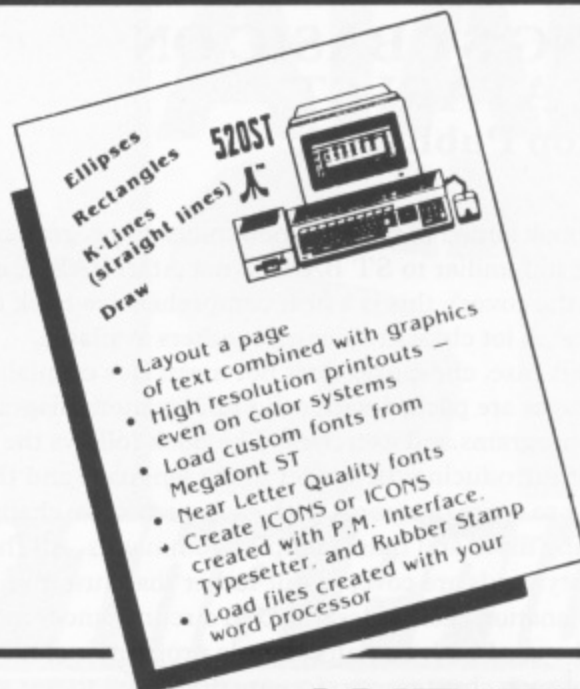 Ellipses
Rectangles
K-Lines
(straight lines)
Draw
520ST
• Layout a page
of text combined with graphics
• High resolution printouts —
even on color systems
• Load custom fonts from
Megafont ST
• Near Letter Quality fonts
• Create ICONS or ICONS
created with P.M. Interface.
Typesetter, and Rubber Stamp
• Load files created with your
word processor